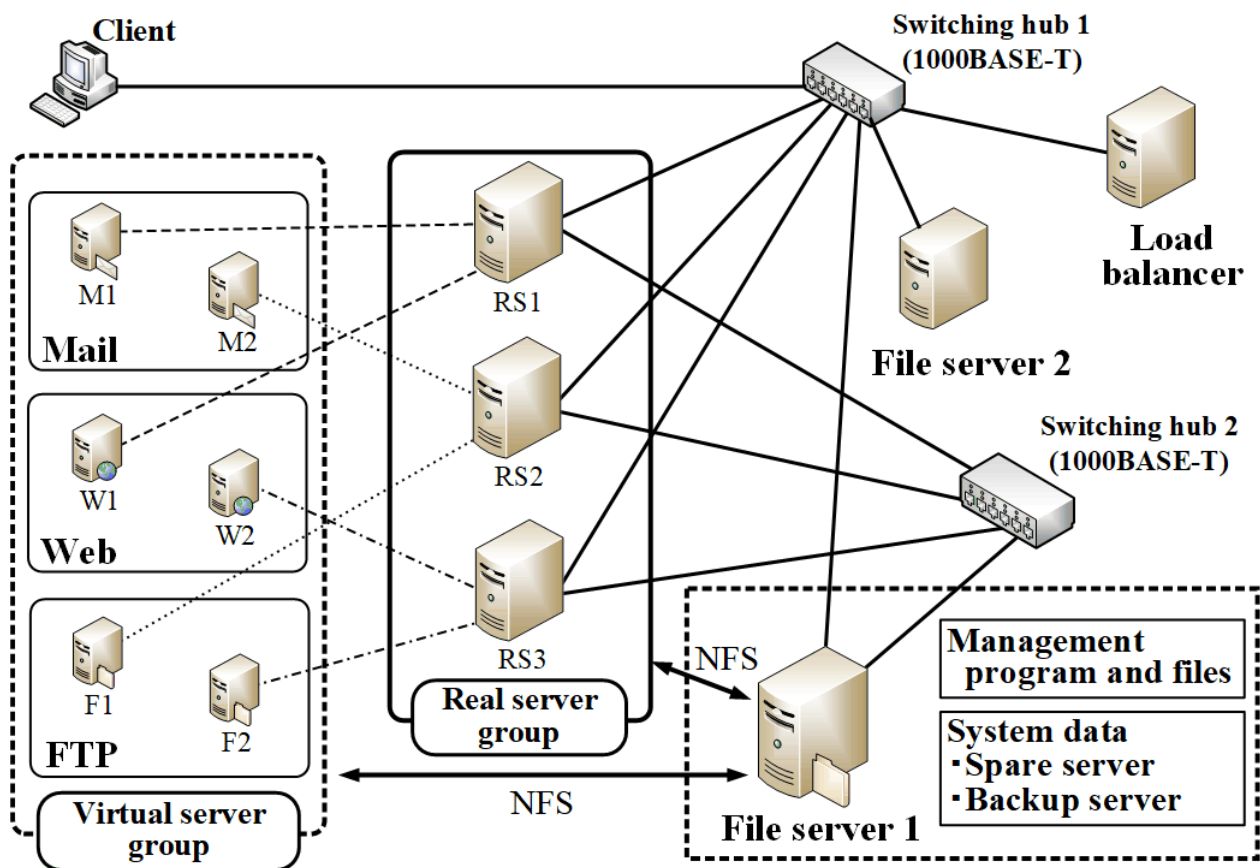 Client
Switching hub 1
(1000BASE-T)
Load
balancer
File server 2
M1
M2
Mail
RS1
W1
W2
Web
RS2
Switching hub 2
(1000BASE-T)
F1
F2
FTP
RS3
Real server
group
NFS
Management
program and files
System data
・Spare server
・Backup server
NFS
File server 1
Virtual server
group